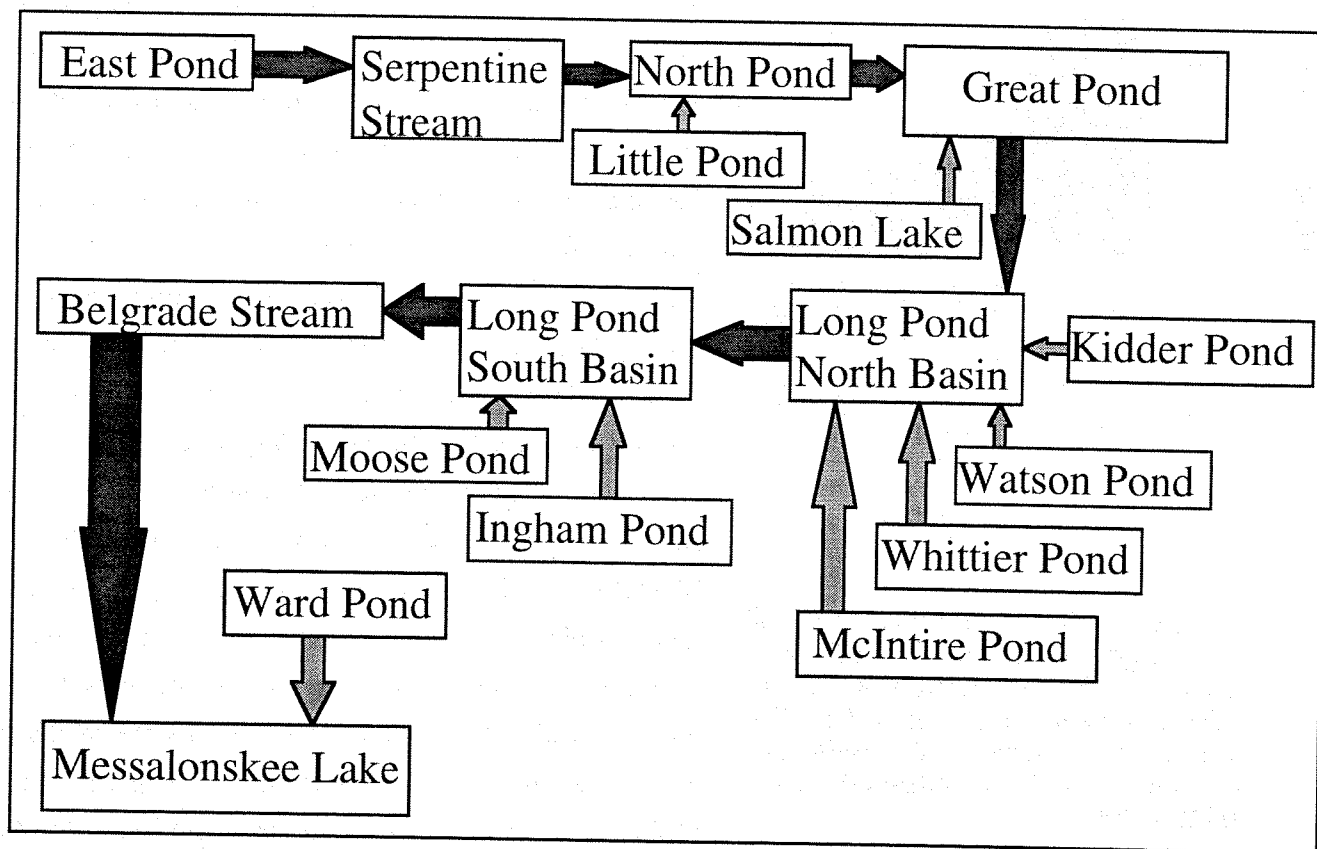 East Pond
Serpentine
Stream
North Pond
Great Pond
Little Pond
Salmon Lake
Belgrade Stream
Long Pond
South Basin
Long Pond
North Basin
Kidder Pond
Moose Pond
Ingham Pond
Watson Pond
Whittier Pond
Ward Pond
McIntire Pond
Messalonskee Lake